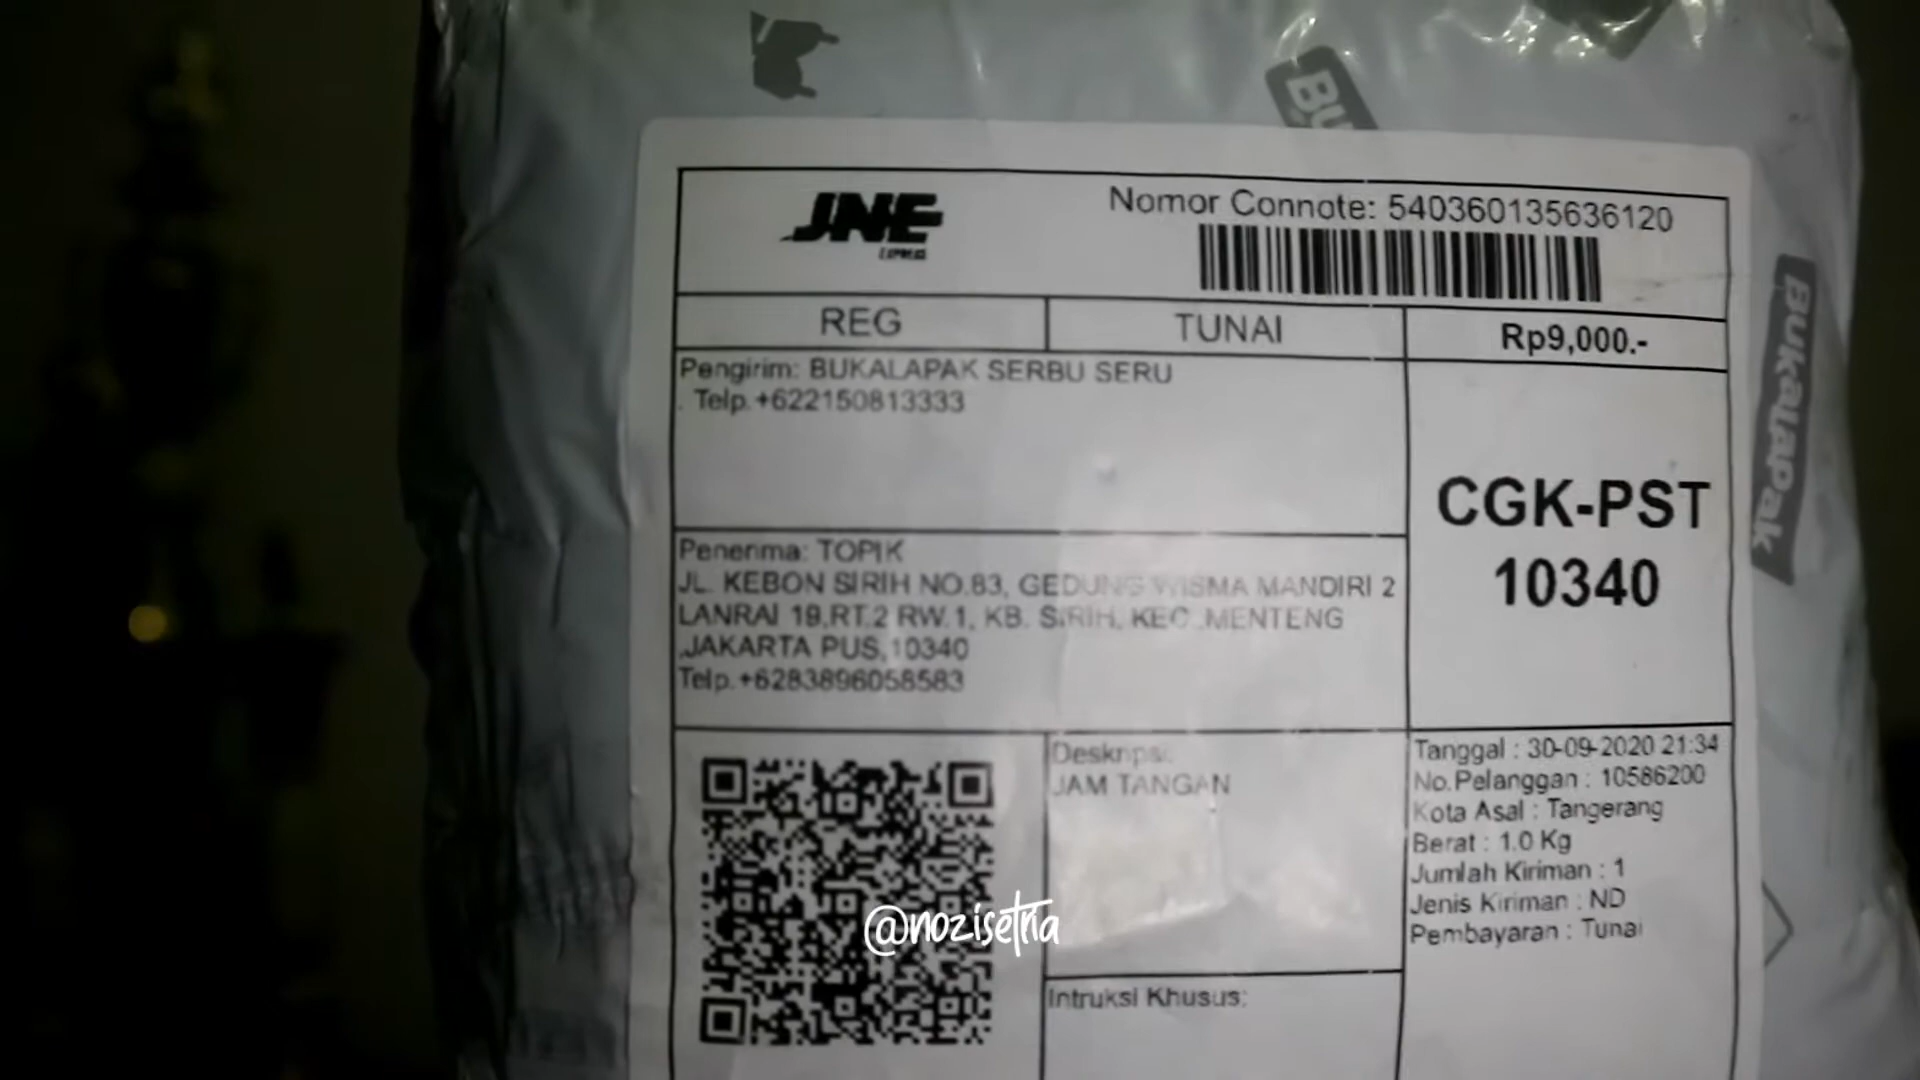 BU
JNE
EXPRESS
Nomor Connote: 540360135636120
REG
TUNAI
Rp9,000.-
Pengirim: BUKALAPAK SERBU SERU
Telp.+622150813333
CGK-PST
10340
Penerima: TOPIK
JL. KEBON SIRIH NO.83, GEDUNG WISMA MANDIRI 2
LANRAI 19,RT.2 RW.1, KB. SIRIH, KEC. MENTENG
JAKARTA PUS,10340
Telp.+6283896058583
Deskripsi:
JAM TANGAN
Intruksi Khusus:
Tanggal : 30-09-2020 21:34
No.Pelanggan : 10586200
Kota Asal : Tangerang
Berat : 1.0 Kg
Jumlah Kiriman : 1
Jenis Kiriman : ND
Pembayaran : Tunai
BukaLapak
@nozisetria